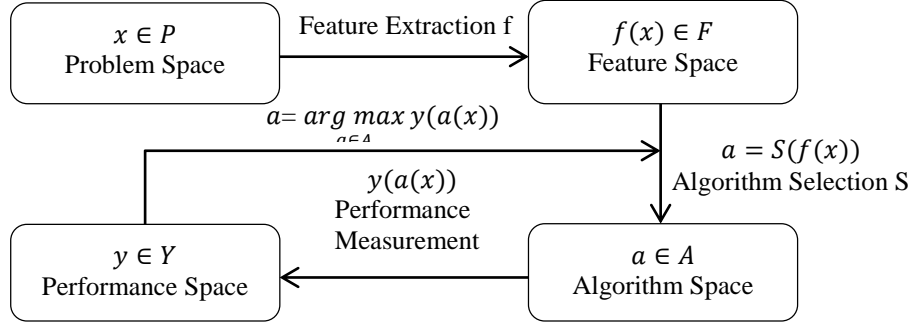 x ∈ P
Problem Space
Feature Extraction f
f(x) ∈ F
Feature Space
a= arg max y(a(x))
a∈A
a = S(f(x))
Algorithm Selection S
y(a(x))
Performance
Measurement
y ∈ Y
Performance Space
a ∈ A
Algorithm Space